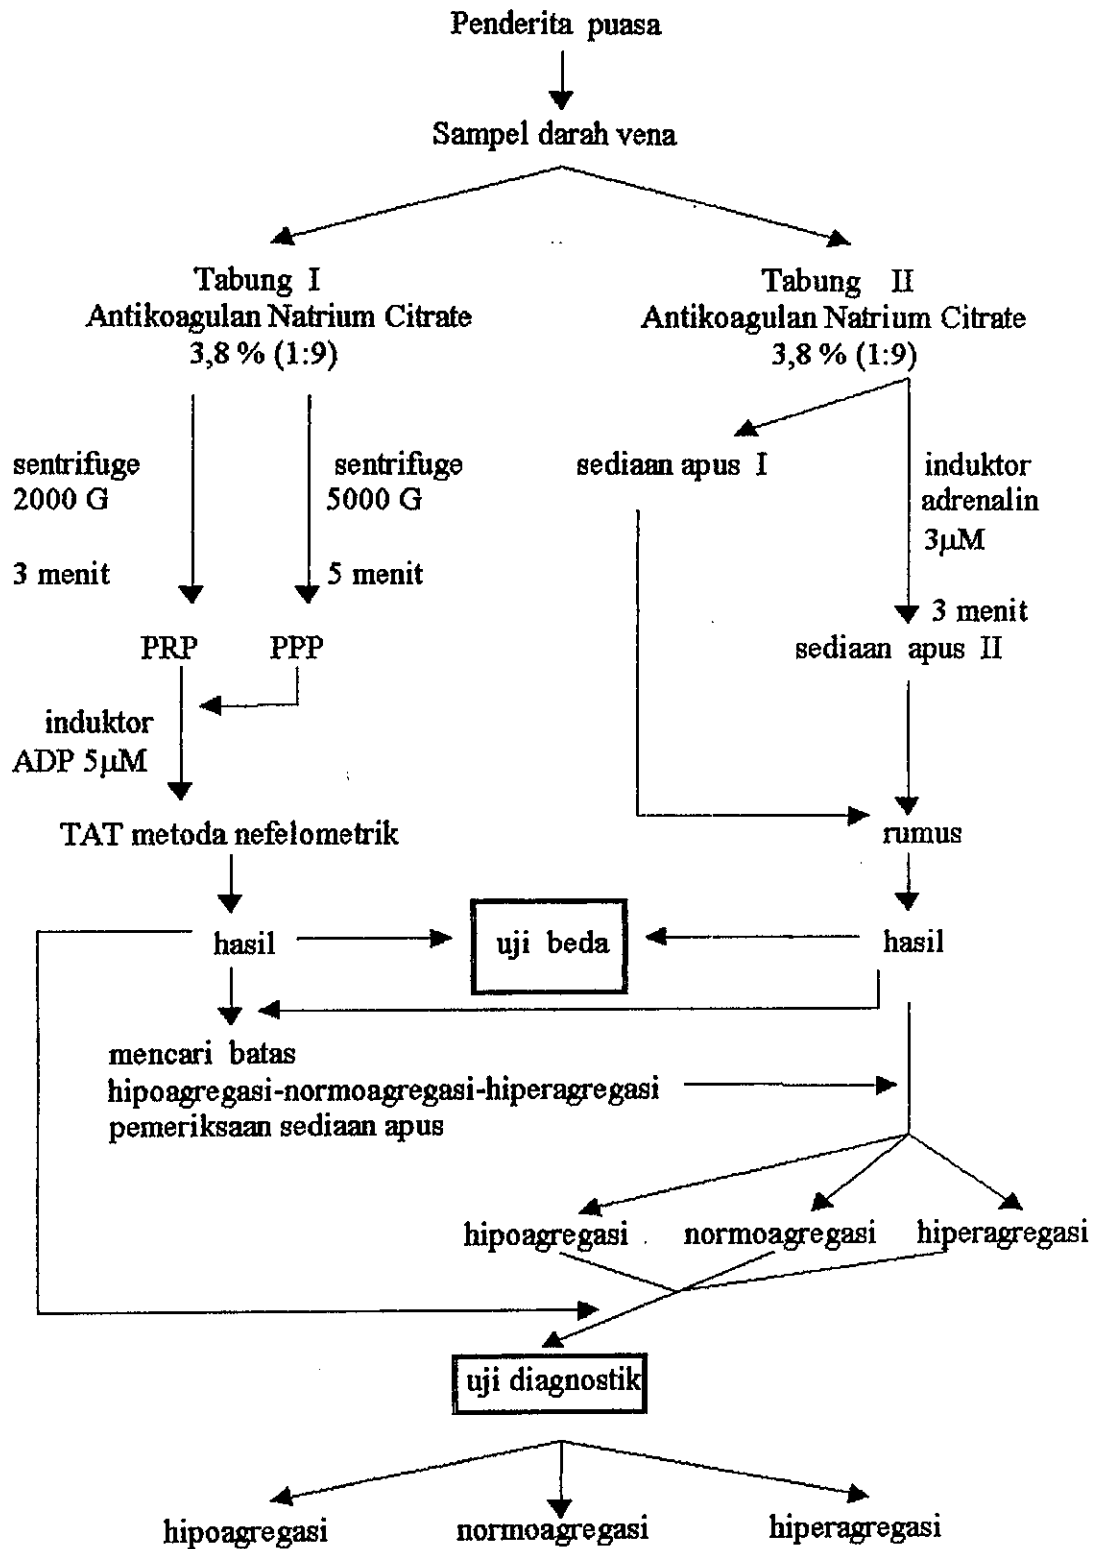 Penderita puasa
Sampel darah vena
Tabung I
Antikoagulan Natrium Citrate
3,8 % (1:9)
Tabung II
Antikoagulan Natrium Citrate
3,8 % (1:9)
sentrifuge
2000 G
3 menit
sentrifuge
5000 G
5 menit
sediaan apus I
induktor
adrenalin
3µM
3 menit
PRP
PPP
sediaan apus II
induktor
ADP 5µM
TAT metoda nefelometrik
rumus
hasil
uji beda
hasil
mencari batas
hipoagregasi-normoagregasi-hiperagregasi
pemeriksaan sediaan apus
hipoagregasi
normoagregasi
hiperagregasi
uji diagnostik
hipoagregasi
normoagregasi
hiperagregasi